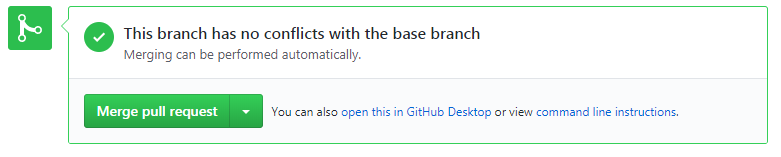 This branch has no conflicts with the base branch
Merging can be performed automatically.
Merge pull request
You can also open this in GitHub Desktop or view command line instructions.